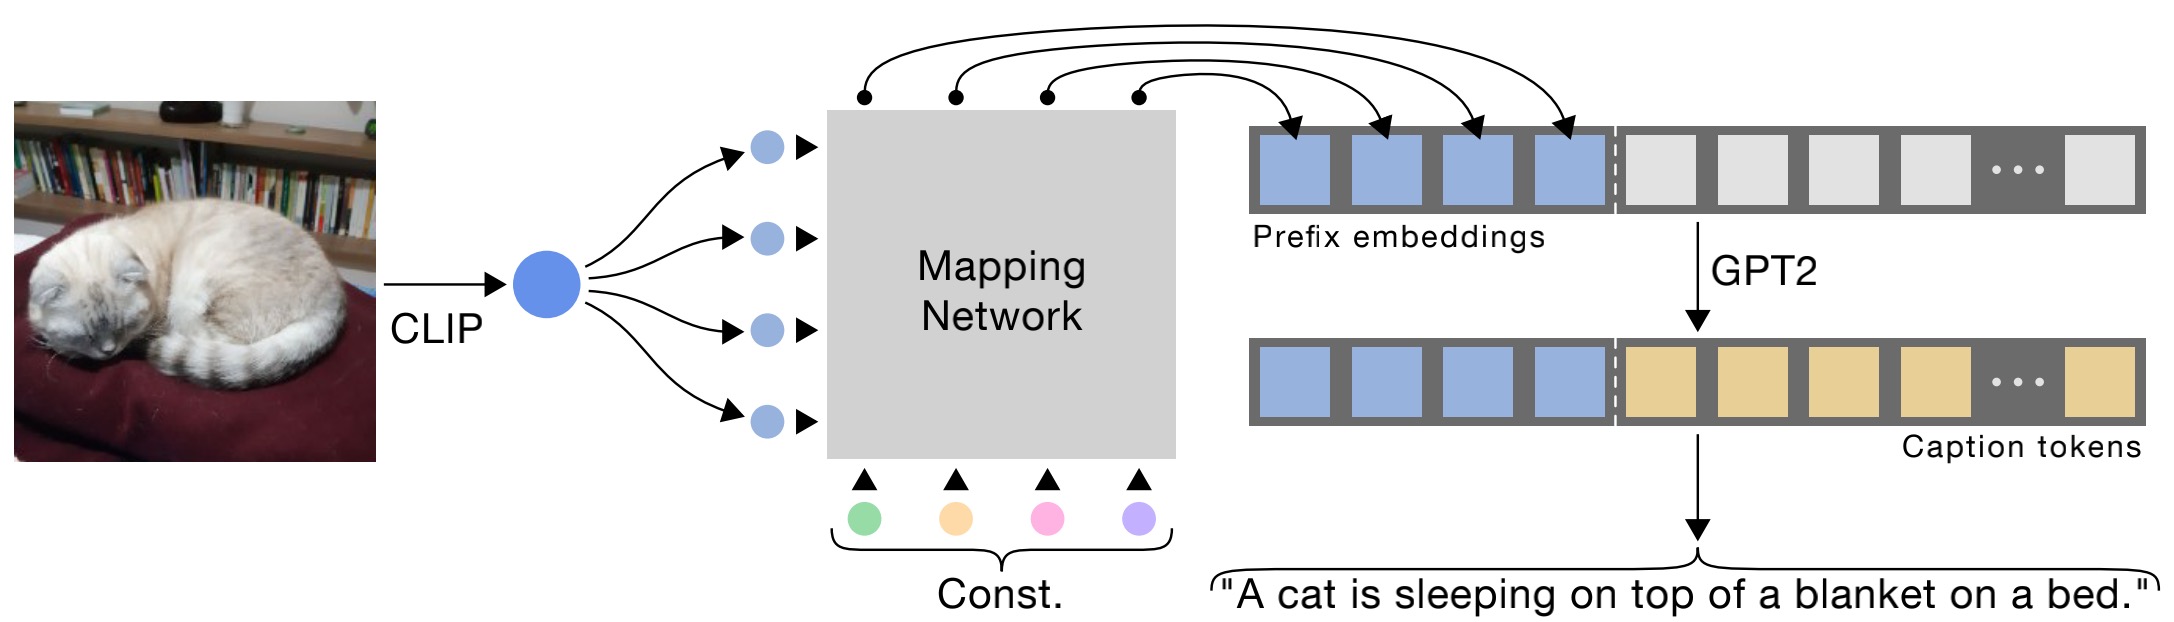 CLIP
Mapping
Network
Const.
Prefix embeddings
GPT2
Caption tokens
"A cat is sleeping on top of a blanket on a bed."